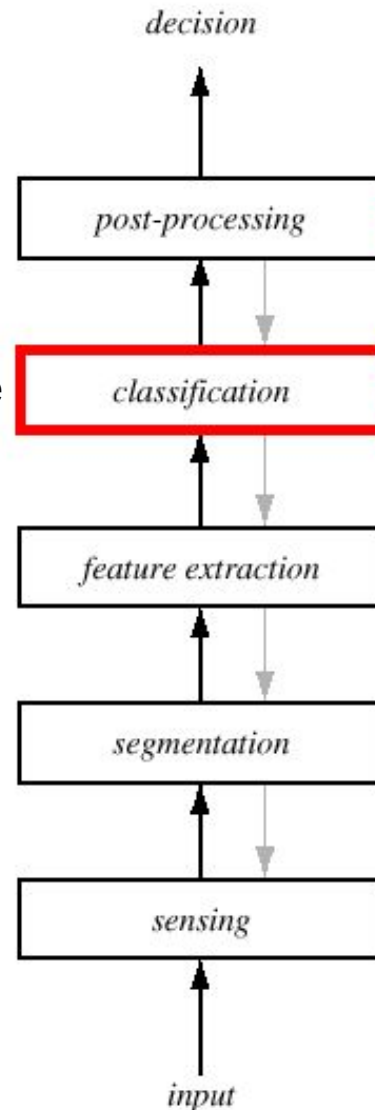 decision
post-processing
classification
feature extraction
segmentation
sensing
input